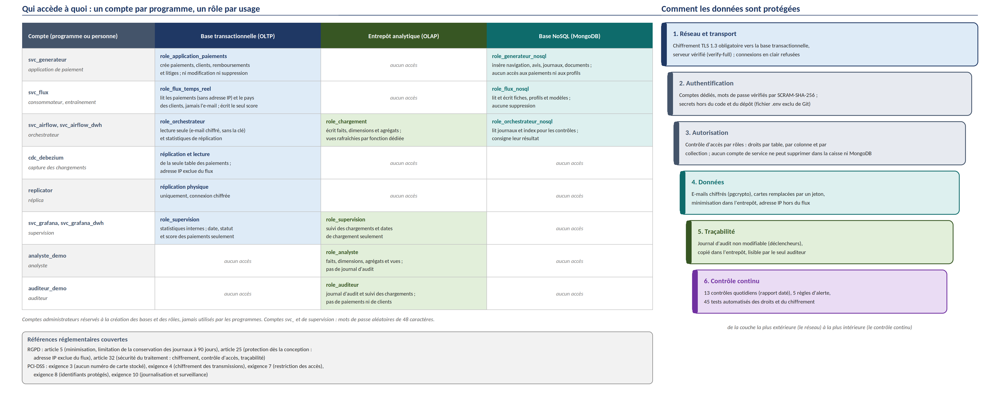 Qui accède à quoi : un compte par programme, un rôle par usage
Compte (programme ou personne)
Base transactionnelle (OLTP)
Entrepôt analytique (OLAP)
Base NoSQL (MongoDB)
svc_generateur
application de paiement
role_application_paiements
crée paiements, clients, remboursements
et litiges ; ni modification ni suppression
aucun accès
role_generateur_nosql
insère navigation, avis, journaux, documents ;
aucun accès aux paiements ni aux profils
svc_flux
consommateur, entraînement
role_flux_temps_reel
lit les paiements (sans adresse IP) et le pays
des clients, jamais l'e-mail ; écrit le seul score
aucun accès
role_flux_nosql
lit et écrit fiches, profils et modèles ;
aucune suppression
svc_airflow, svc_airflow_dwh
orchestrateur
role_orchestrateur
lecture seule (e-mail chiffré, sans la clé)
et statistiques de réplication
role_chargement
écrit faits, dimensions et agrégats ;
vues rafraîchies par fonction dédiée
role_orchestrateur_nosql
lit journaux et index pour les contrôles ;
consigne leur résultat
cdc_debezium
capture des changements
réplication et lecture
de la seule table des paiements ;
adresse IP exclue du flux
aucun accès
aucun accès
replicator
réplica
réplication physique
uniquement, connexion chiffrée
aucun accès
aucun accès
svc_grafana, svc_grafana_dwh
supervision
role_supervision
statistiques internes ; date, statut
et score des paiements seulement
role_supervision
suivi des chargements et dates
de chargement seulement
aucun accès
analyste_demo
analyste
aucun accès
role_analyste
faits, dimensions, agrégats et vues ;
pas de journal d'audit
aucun accès
auditeur_demo
auditeur
aucun accès
role_auditeur
journal d'audit et suivi des chargements ;
pas de paiements ni de clients
aucun accès
Comptes administrateurs réservés à la création des bases et des rôles, jamais utilisés par les programmes. Comptes svc_ et de supervision : mots de passe aléatoires de 48 caractères.
Références réglementaires couvertes
RGPD : article 5 (minimisation, limitation de la conservation des journaux à 90 jours), article 25 (protection dès la conception :
adresse IP exclue du flux), article 32 (sécurité du traitement : chiffrement, contrôle d'accès, traçabilité)
PCI-DSS : exigence 3 (aucun numéro de carte stocké), exigence 4 (chiffrement des transmissions), exigence 7 (restriction des accès),
exigence 8 (identifiants protégés), exigence 10 (journalisation et surveillance)
Comment les données sont protégées
1. Réseau et transport
Chiffrement TLS 1.3 obligatoire vers la base transactionnelle,
serveur vérifié (verify-full) ; connexions en clair refusées
2. Authentification
Comptes dédiés, mots de passe vérifiés par SCRAM-SHA-256 ;
secrets hors du code et du dépôt (fichier .env exclu de Git)
3. Autorisation
Contrôle d'accès par rôles : droits par table, par colonne et par
collection ; aucun compte de service ne peut supprimer dans la caisse ni MongoDB
4. Données
E-mails chiffrés (pgcrypto), cartes remplacées par un jeton,
minimisation dans l'entrepôt, adresse IP hors du flux
5. Traçabilité
Journal d'audit non modifiable (déclencheurs),
copié dans l'entrepôt, lisible par le seul auditeur
6. Contrôle continu
13 contrôles quotidiens (rapport daté), 5 règles d'alerte,
45 tests automatisés des droits et du chiffrement
de la couche la plus extérieure (le réseau) à la plus intérieure (le contrôle continu)